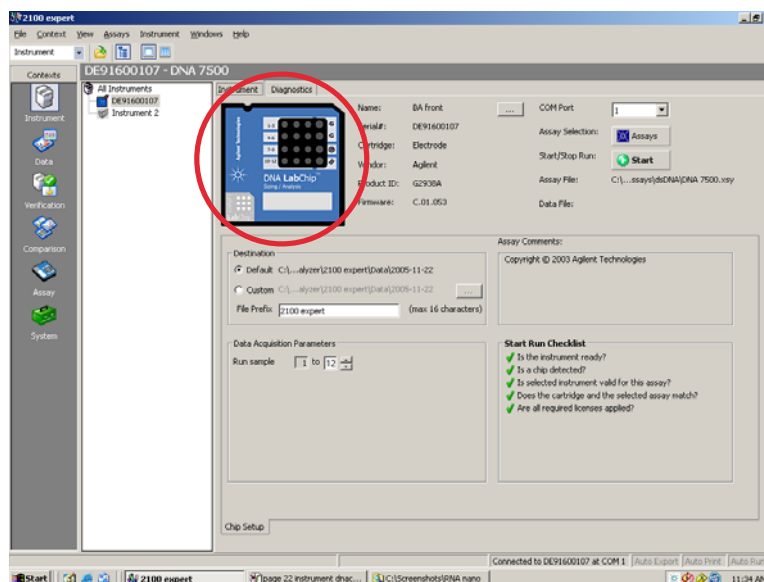 2100 expert
File Context View Assays Instrument Windows Help
Instrument
Contexts
DE91600107 - DNA 7500
Instrument
Data
Verification
Comparison
Assay
System
All Instruments
DE91600107
Instrument 2
Instrument Diagnostics
Agilent Technologies
DNA LabChip
Sizing / Analysis
LabChip
Name: BA front ...
Serial#: DE91600107
Cartridge: Electrode
Vendor: Agilent
Product ID: G2938A
Firmware: C.01.053
COM Port 1
Assay Selection: Assays
Start/Stop Run: Start
Assay File: C:\...ssays\dsDNA\DNA 7500.xsy
Data File:
Destination
Default C:\...alyzer\2100 expert\Data\2005-11-22
Custom C:\...alyzer\2100 expert\Data\2005-11-22 ...
File Prefix 2100 expert (max 16 characters)
Assay Comments:
Copyright © 2003 Agilent Technologies
Data Acquisition Parameters
Run sample 1 to 12
Start Run Checklist
Is the instrument ready?
Is a chip detected?
Is selected instrument valid for this assay?
Does the cartridge and the selected assay match?
Are all required licenses applied?
Chip Setup
Connected to DE91600107 at COM 1 Auto Export Auto Print Auto Run
Start 2100 expert page 22 instrument dnac... C:\Screenshots\RNA nano 11:34 AM